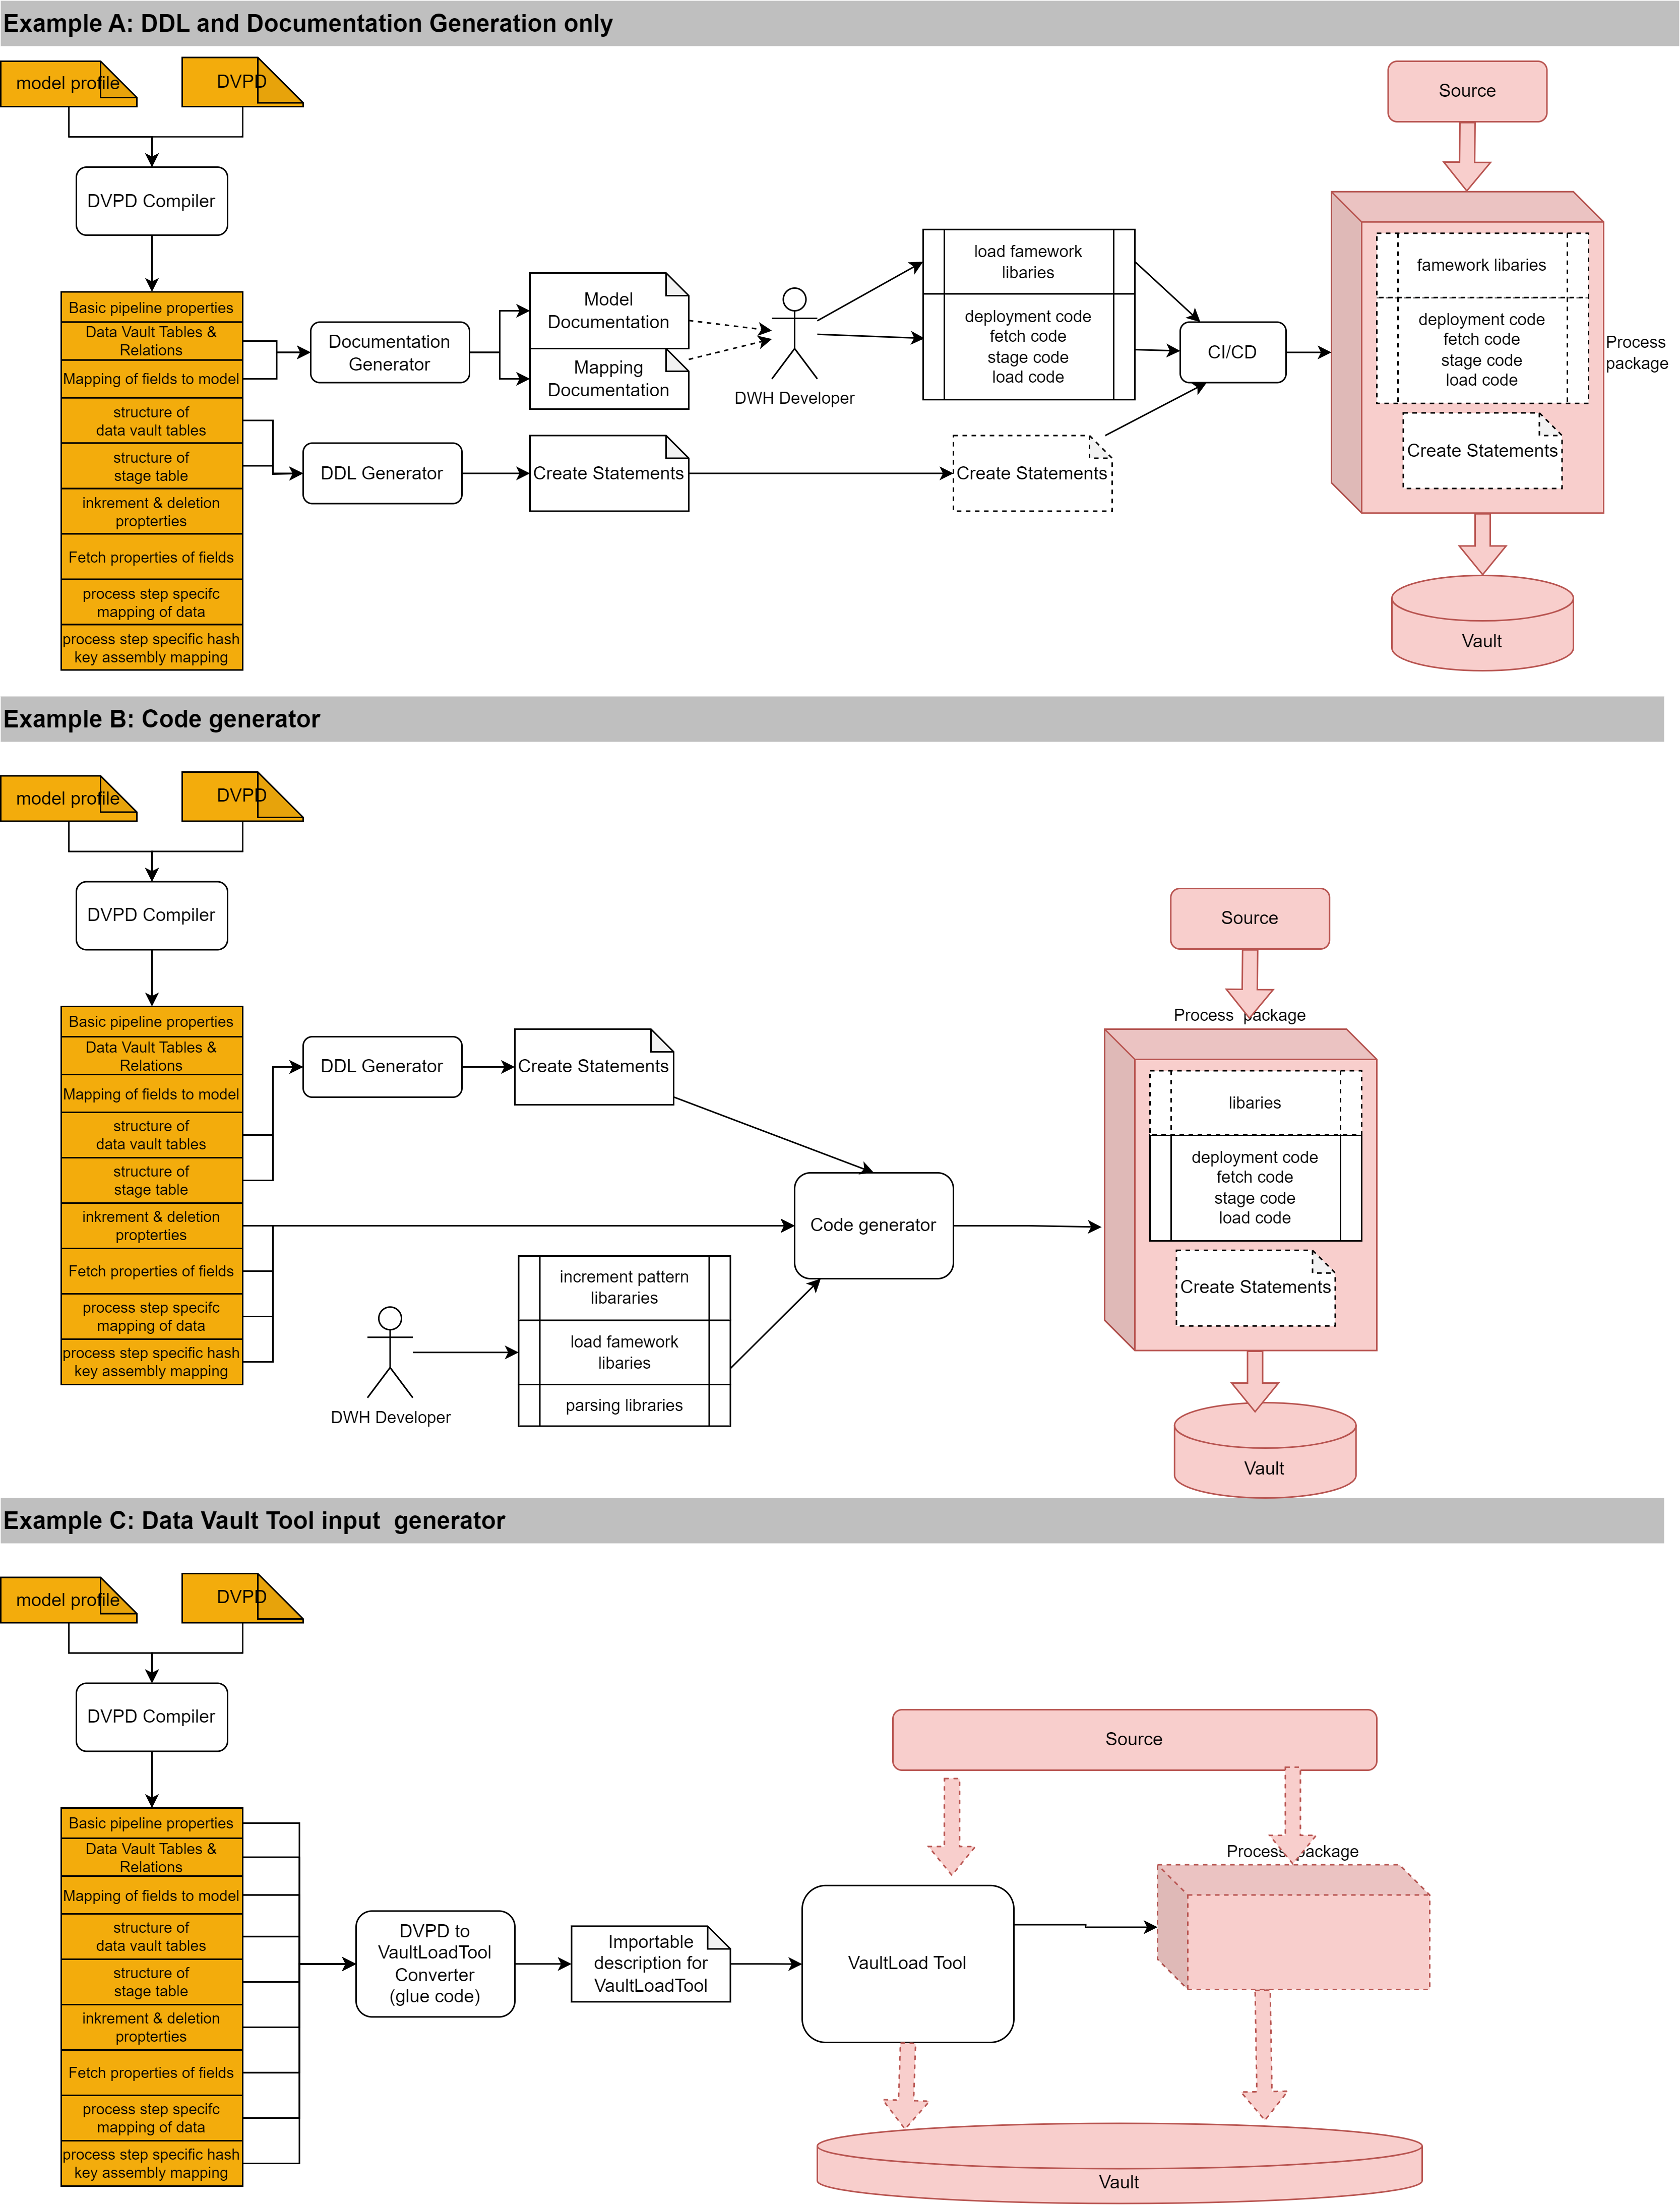 Example A: DDL and Documentation Generation only
model profile
DVPD
Source
DVPD Compiler
Basic pipeline properties
Data Vault Tables &
Relations
Mapping of fields to model
structure of
data vault tables
structure of
stage table
inkrement & deletion
propterties
Fetch properties of fields
process step specifc
mapping of data
process step specific hash
key assembly mapping
Documentation
Generator
DDL Generator
Model
Documentation
Mapping
Documentation
Create Statements
DWH Developer
load famework
libaries
deployment code
fetch code
stage code
load code
Create Statements
CI/CD
famework libaries
deployment code
fetch code
stage code
load code
Create Statements
Process
package
Vault
Example B: Code generator
model profile
DVPD
DVPD Compiler
Source
Process package
Basic pipeline properties
Data Vault Tables &
Relations
Mapping of fields to model
structure of
data vault tables
structure of
stage table
inkrement & deletion
propterties
Fetch properties of fields
process step specifc
mapping of data
process step specific hash
key assembly mapping
DDL Generator
Create Statements
DWH Developer
increment pattern
libararies
load famework
libaries
parsing libraries
Code generator
libaries
deployment code
fetch code
stage code
load code
Create Statements
Vault
Example C: Data Vault Tool input  generator
model profile
DVPD
DVPD Compiler
Source
Basic pipeline properties
Data Vault Tables &
Relations
Mapping of fields to model
structure of
data vault tables
structure of
stage table
inkrement & deletion
propterties
Fetch properties of fields
process step specifc
mapping of data
process step specific hash
key assembly mapping
DVPD to
VaultLoadTool
Converter
(glue code)
Importable
description for
VaultLoadTool
VaultLoad Tool
Process package
Vault